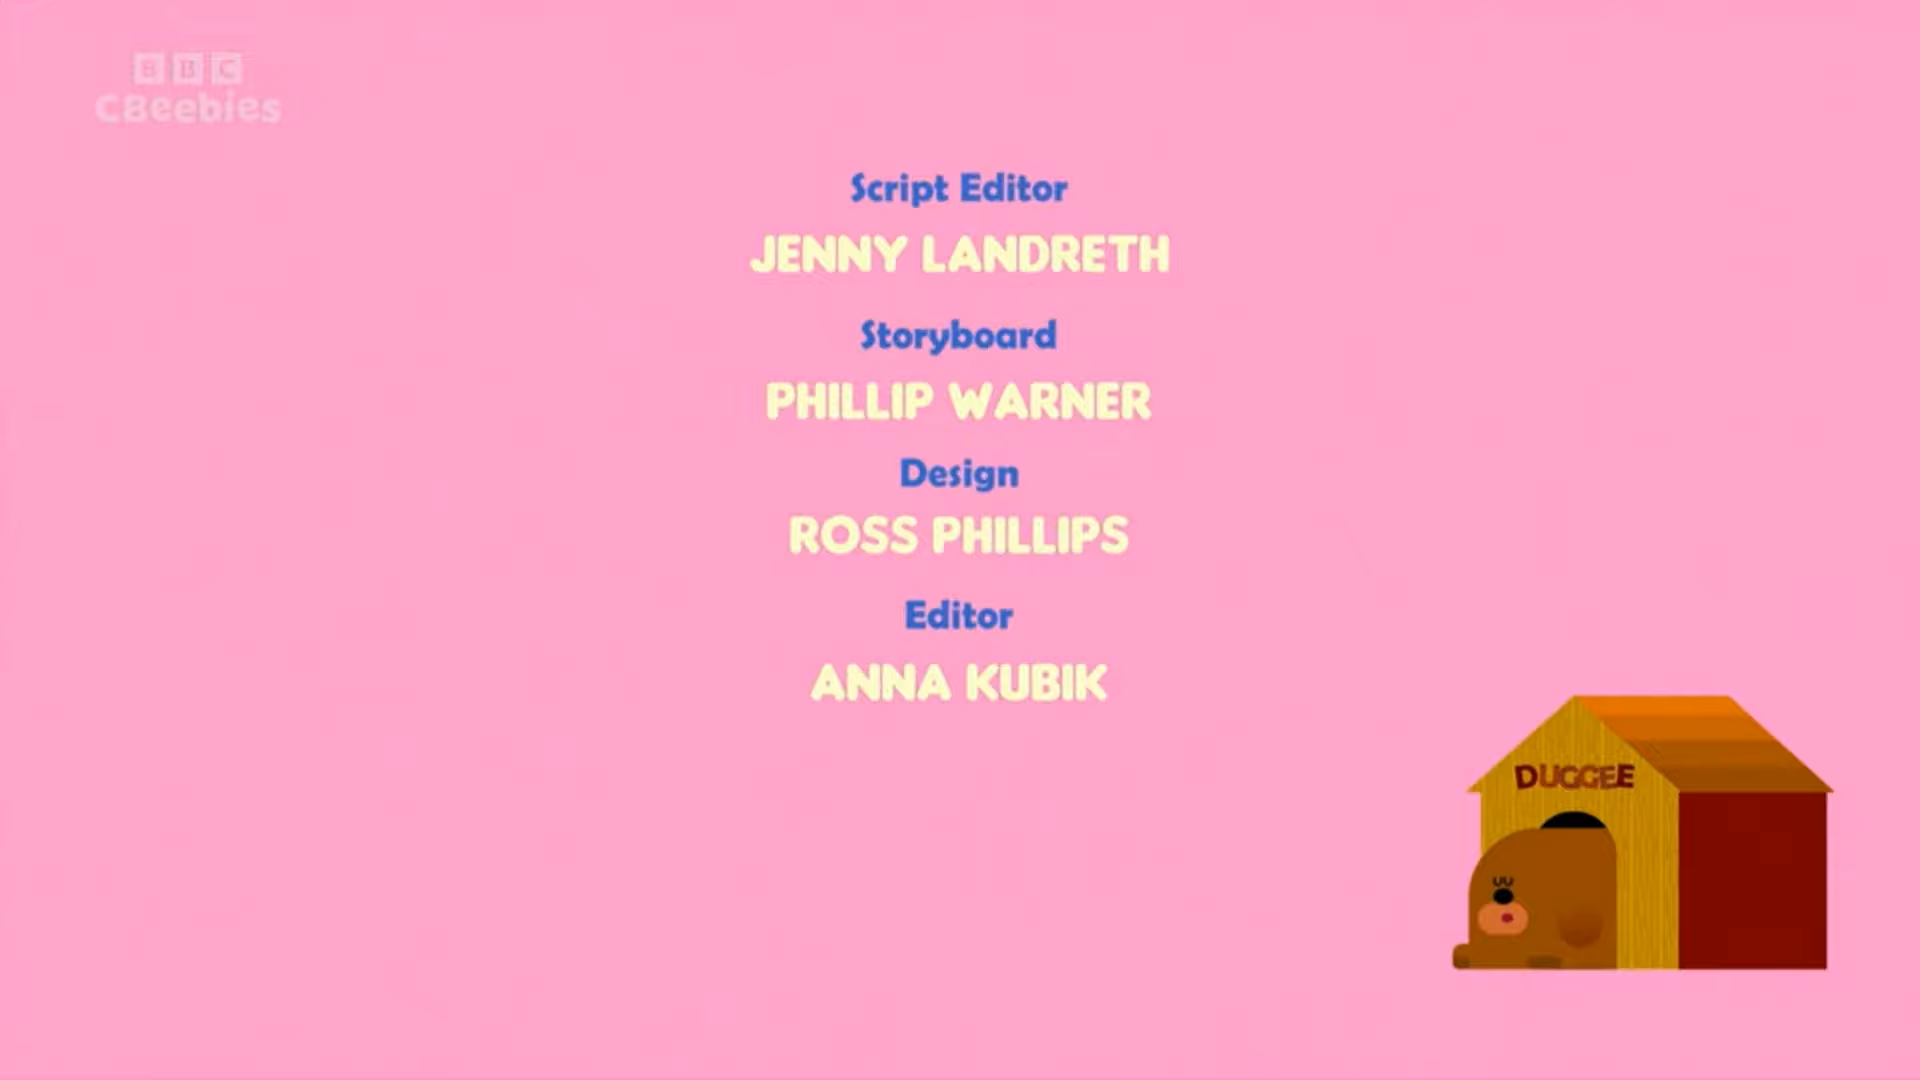 BBC
CBeebies
Script Editor
JENNY LANDRETH
Storyboard
PHILLIP WARNER
Design
ROSS PHILLIPS
Editor
ANNA KUBIK
DUGGEE